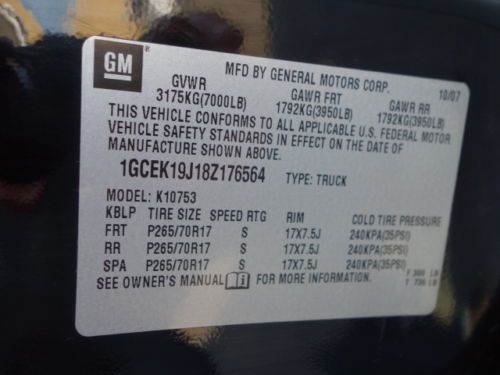 GM
MFD BY GENERAL MOTORS CORP. 10/07
GVWR GAWR FRT GAWR RR
3175KG(7000LB) 1792KG(3950LB) 1792KG(3950LB)
THIS VEHICLE CONFORMS TO ALL APPLICABLE U.S. FEDERAL MOTOR
VEHICLE SAFETY STANDARDS IN EFFECT ON THE DATE OF
MANUFACTURE SHOWN ABOVE.
1GCEK19J18Z176564 TYPE: TRUCK
MODEL: K10753
KBLP TIRE SIZE SPEED RTG RIM COLD TIRE PRESSURE
FRT P265/70R17 S 17X7.5J 240KPA(35PSI)
RR P265/70R17 S 17X7.5J 240KPA(35PSI)
SPA P265/70R17 S 17X7.5J 240KPA(35PSI)
SEE OWNER'S MANUAL i FOR MORE INFORMATION.
F LB
T 736 LB